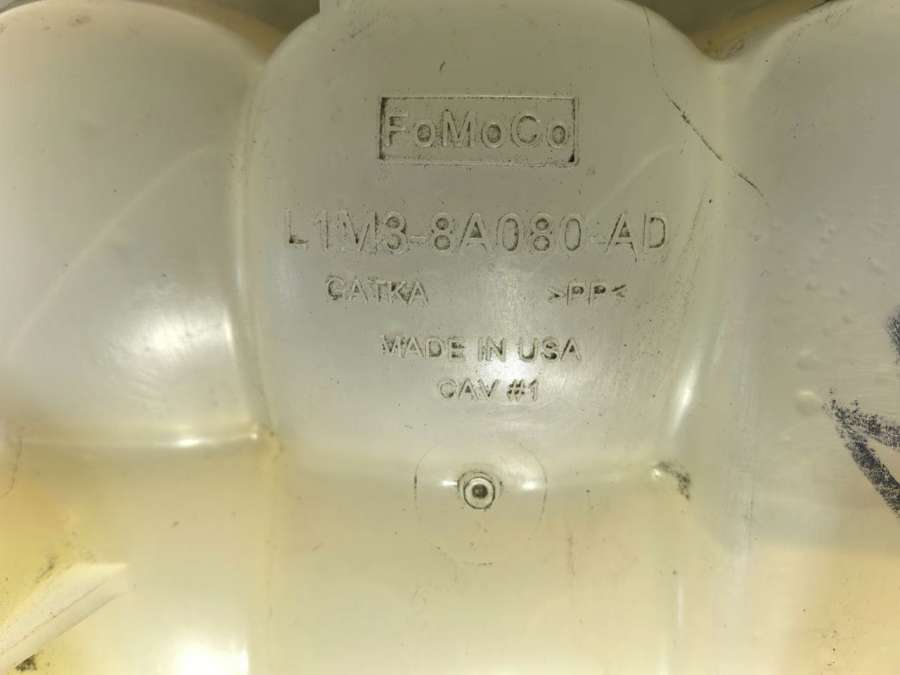 FoMoCo
L1M3-8A080-AD
CATKA >PP<
MADE IN USA
CAV #1